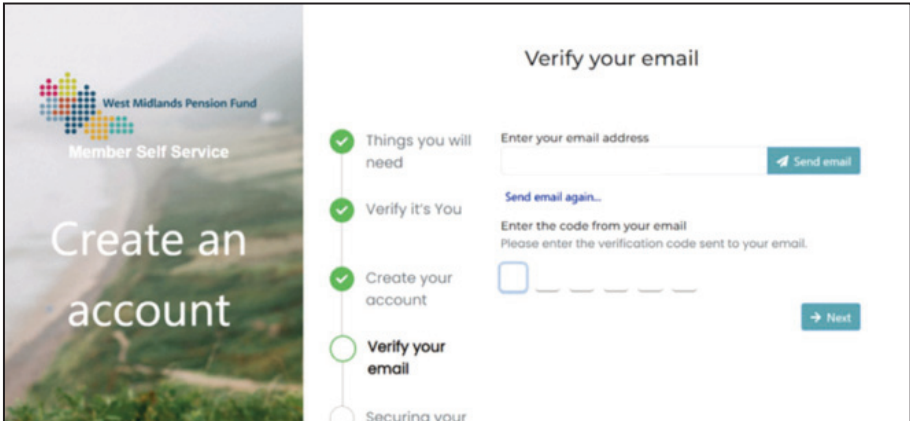 West Midlands Pension Fund
Member Self Service
Create an
account
Verify your email
Things you will
need
Verify it's You
Create your
account
Verify your
email
Securing your
Enter your email address
Send email
Send email again...
Enter the code from your email
Please enter the verification code sent to your email.
Next